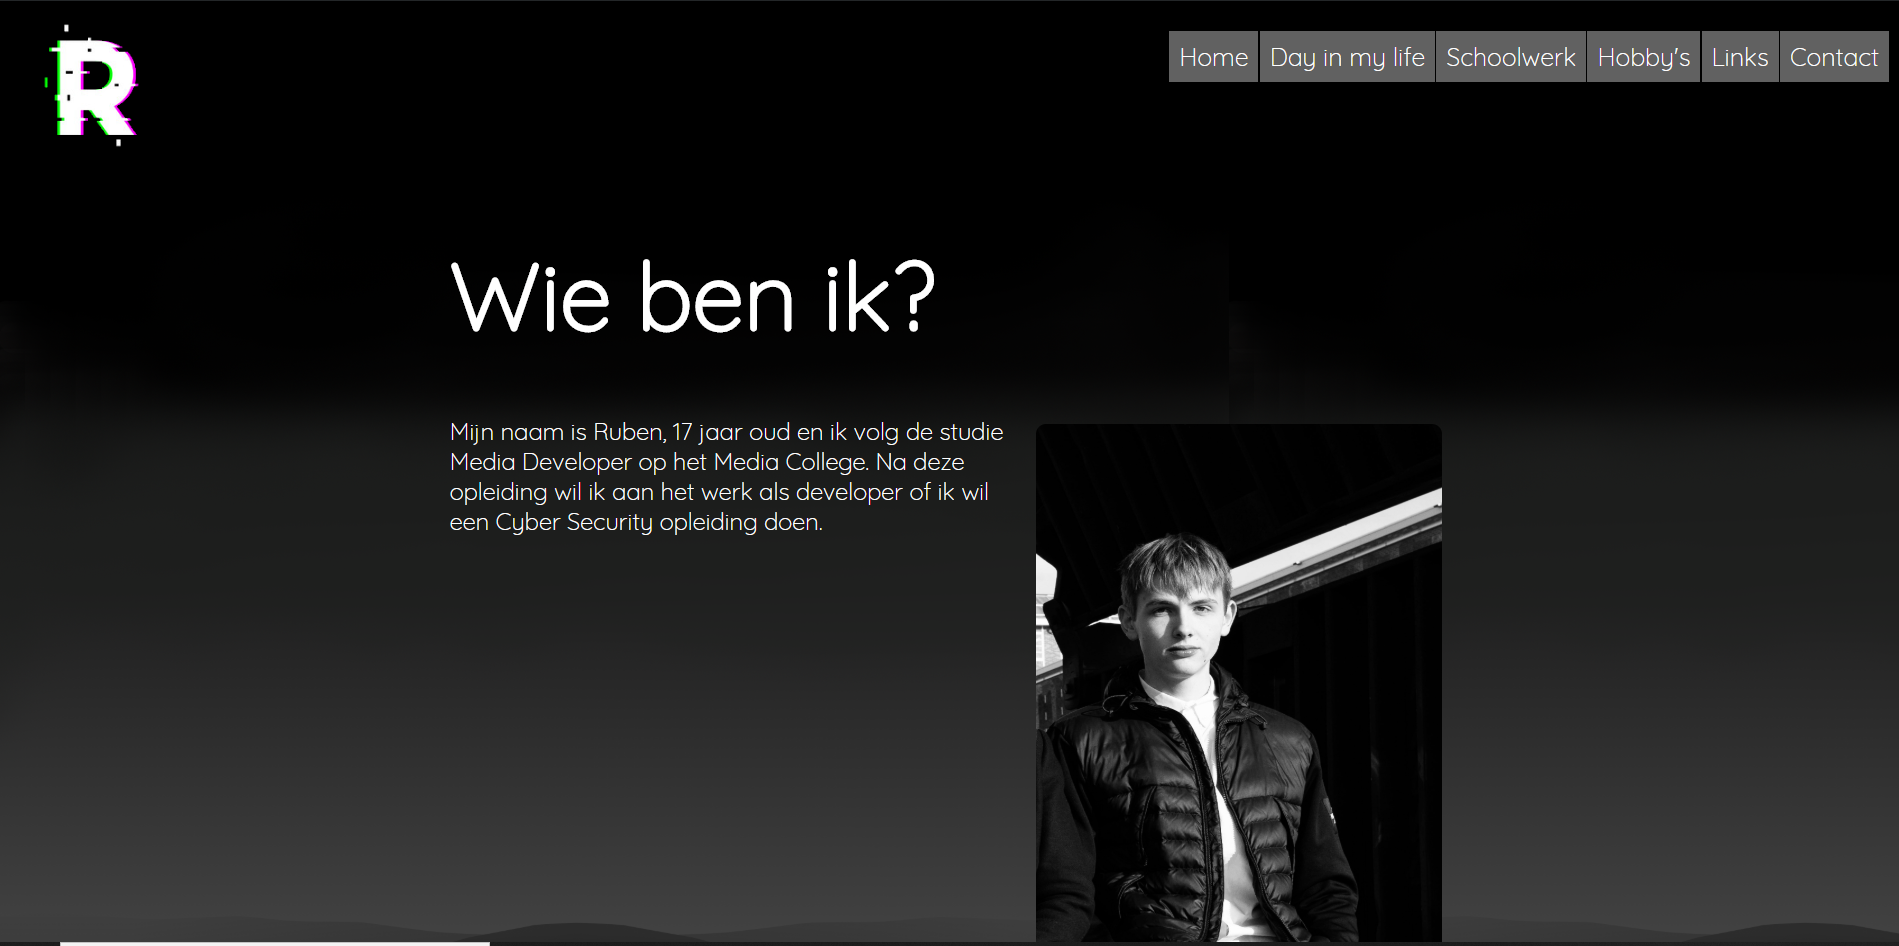 R
Home Day in my life Schoolwerk Hobby's Links Contact
Wie ben ik?
Mijn naam is Ruben, 17 jaar oud en ik volg de studie
Media Developer op het Media College. Na deze
opleiding wil ik aan het werk als developer of ik wil
een Cyber Security opleiding doen.